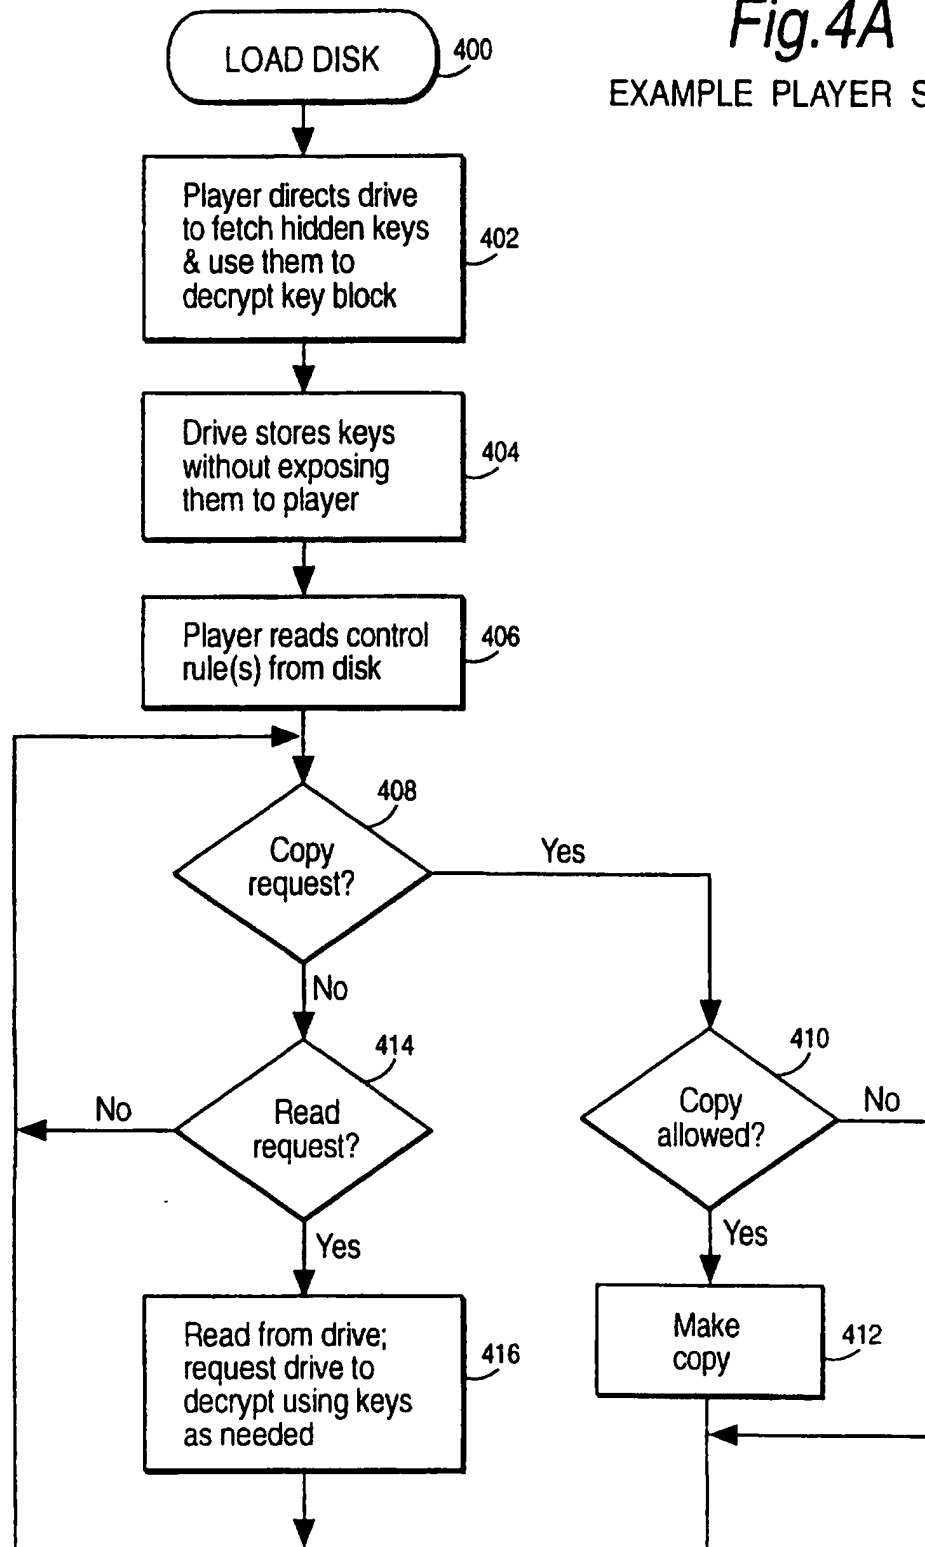 Fig.4A
EXAMPLE PLAYER S
LOAD DISK
400
Player directs drive
to fetch hidden keys
& use them to
decrypt key block
402
Drive stores keys
without exposing
them to player
404
Player reads control
rule(s) from disk
406
Copy
request?
408
Yes
No
Read
request?
414
No
Yes
Copy
allowed?
410
No
Yes
Read from drive;
request drive to
decrypt using keys
as needed
416
Make
copy
412